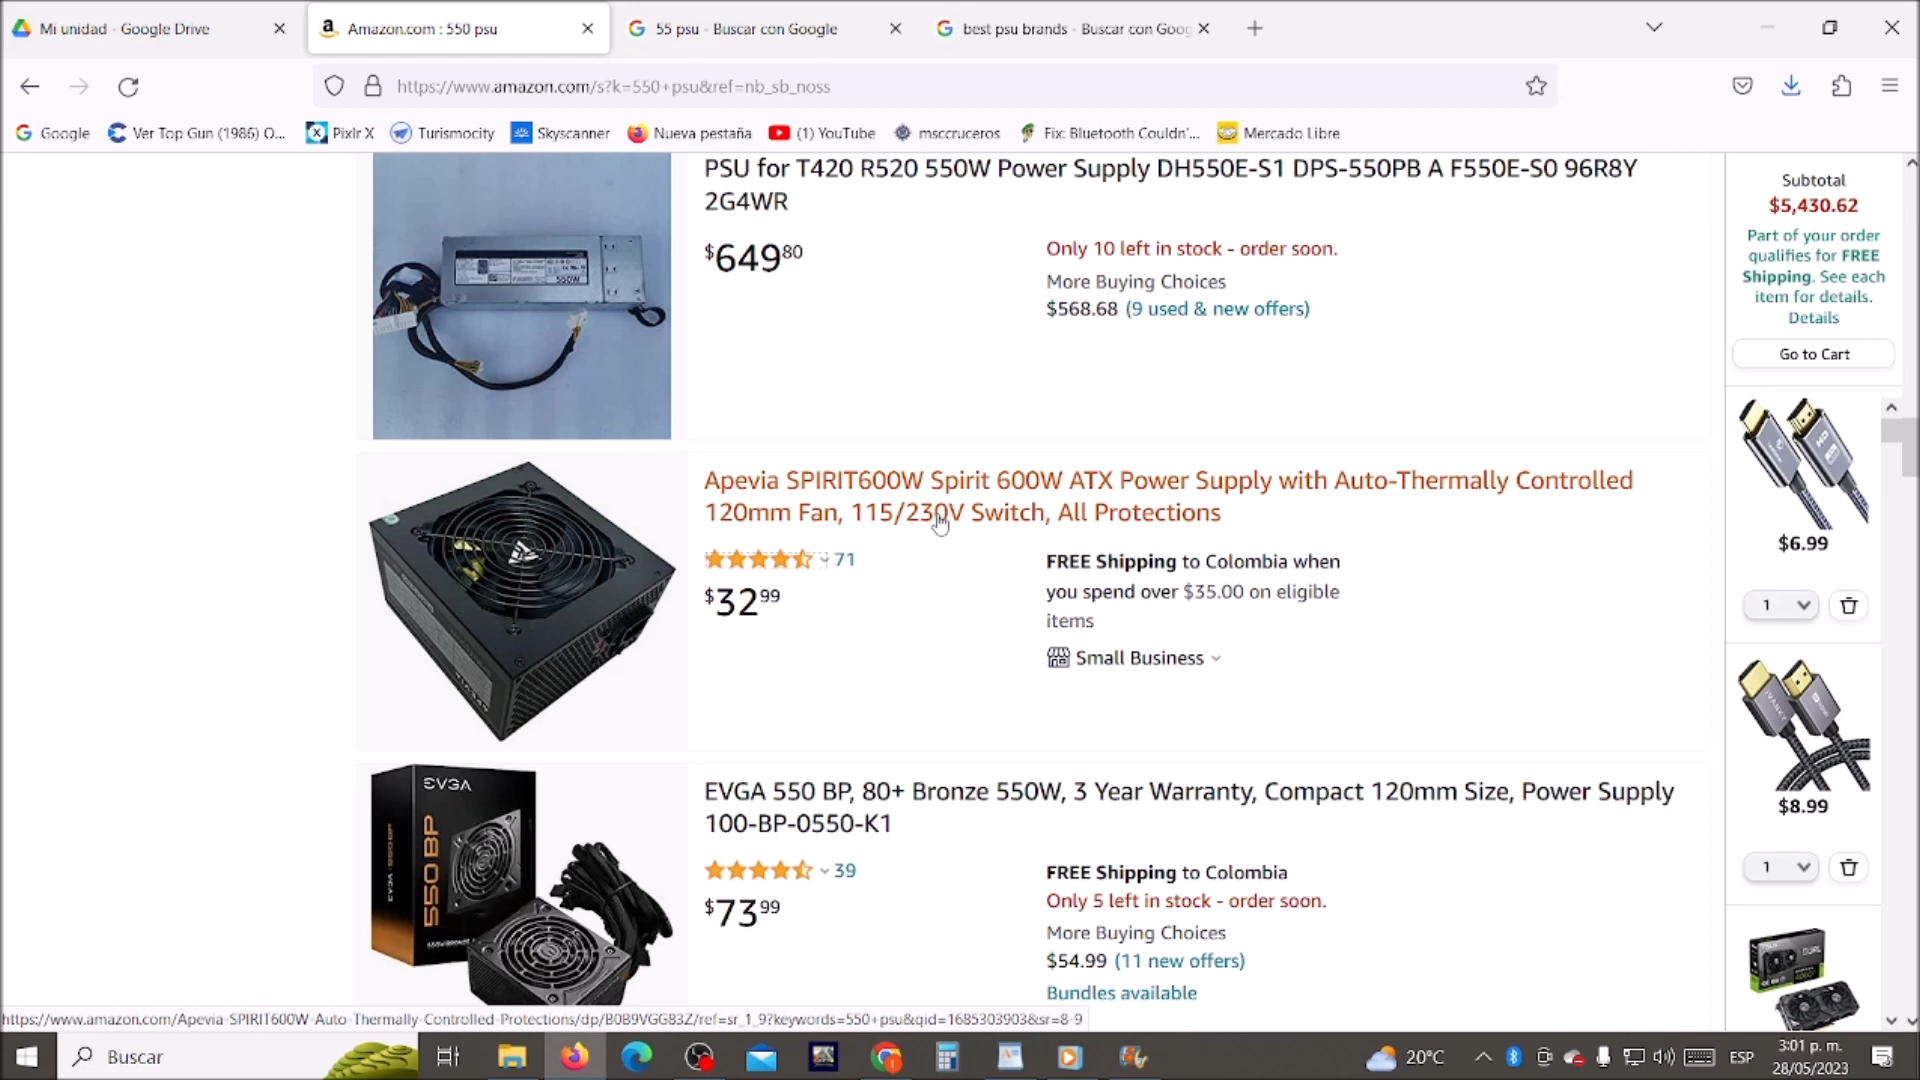 Mi unidad - Google Drive
Amazon.com : 550 psu
55 psu - Buscar con Google
best psu brands - Buscar con Goog
https://www.amazon.com/s?k=550+psu&ref=nb_sb_noss
Google
Ver Top Gun (1986) O...
Pixlr X
Turismocity
Skyscanner
Nueva pestaña
(1) YouTube
msccruceros
Fix: Bluetooth Couldn'...
Mercado Libre
PSU for T420 R520 550W Power Supply DH550E-S1 DPS-550PB A F550E-S0 96R8Y
2G4WR
$649.80
Only 10 left in stock - order soon.
More Buying Choices
$568.68 (9 used & new offers)
550W
Apevia SPIRIT600W Spirit 600W ATX Power Supply with Auto-Thermally Controlled
120mm Fan, 115/230V Switch, All Protections
71
$32.99
FREE Shipping to Colombia when
you spend over $35.00 on eligible
items
Small Business
APEVIA
EVGA 550 BP, 80+ Bronze 550W, 3 Year Warranty, Compact 120mm Size, Power Supply
100-BP-0550-K1
39
$73.99
FREE Shipping to Colombia
Only 5 left in stock - order soon.
More Buying Choices
$54.99 (11 new offers)
Bundles available
EVGA
550 BP
EVGA 550 BP
Subtotal
$5,430.62
Part of your order
qualifies for FREE
Shipping. See each
item for details.
Details
Go to Cart
$6.99
1
$8.99
1
DUAL
https://www.amazon.com/Apevia-SPIRIT600W-Auto-Thermally-Controlled-Protections/dp/B0B9VGG83Z/ref=sr_1_9?keywords=550+psu&qid=1685303903&sr=8-9
Buscar
20°C
ESP
3:01 p. m.
28/05/2023